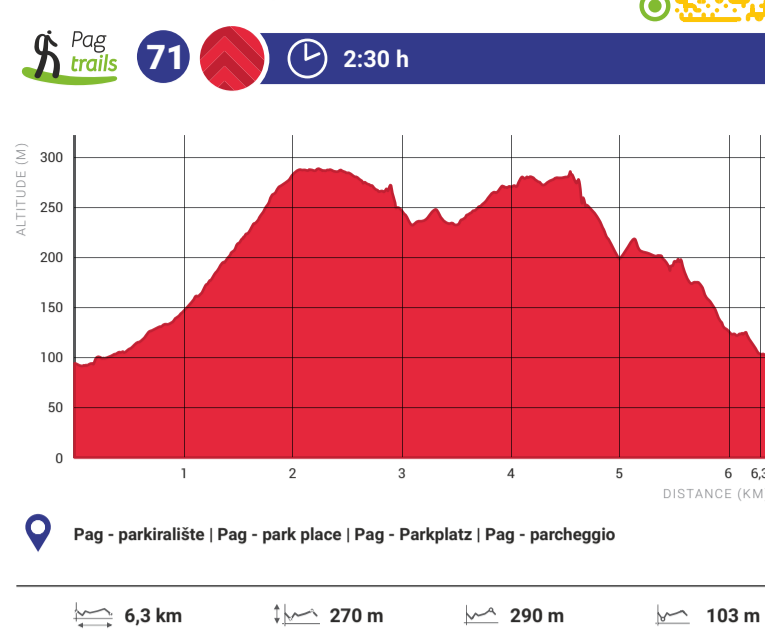 Pag
trails
71
2:30 h
ALTITUDE (M)
300
250
200
150
100
50
0
1 2 3 4 5 6 6,3
DISTANCE (KM
Pag - parkiralište | Pag - park place | Pag - Parkplatz | Pag - parcheggio
6,3 km 270 m 290 m 103 m